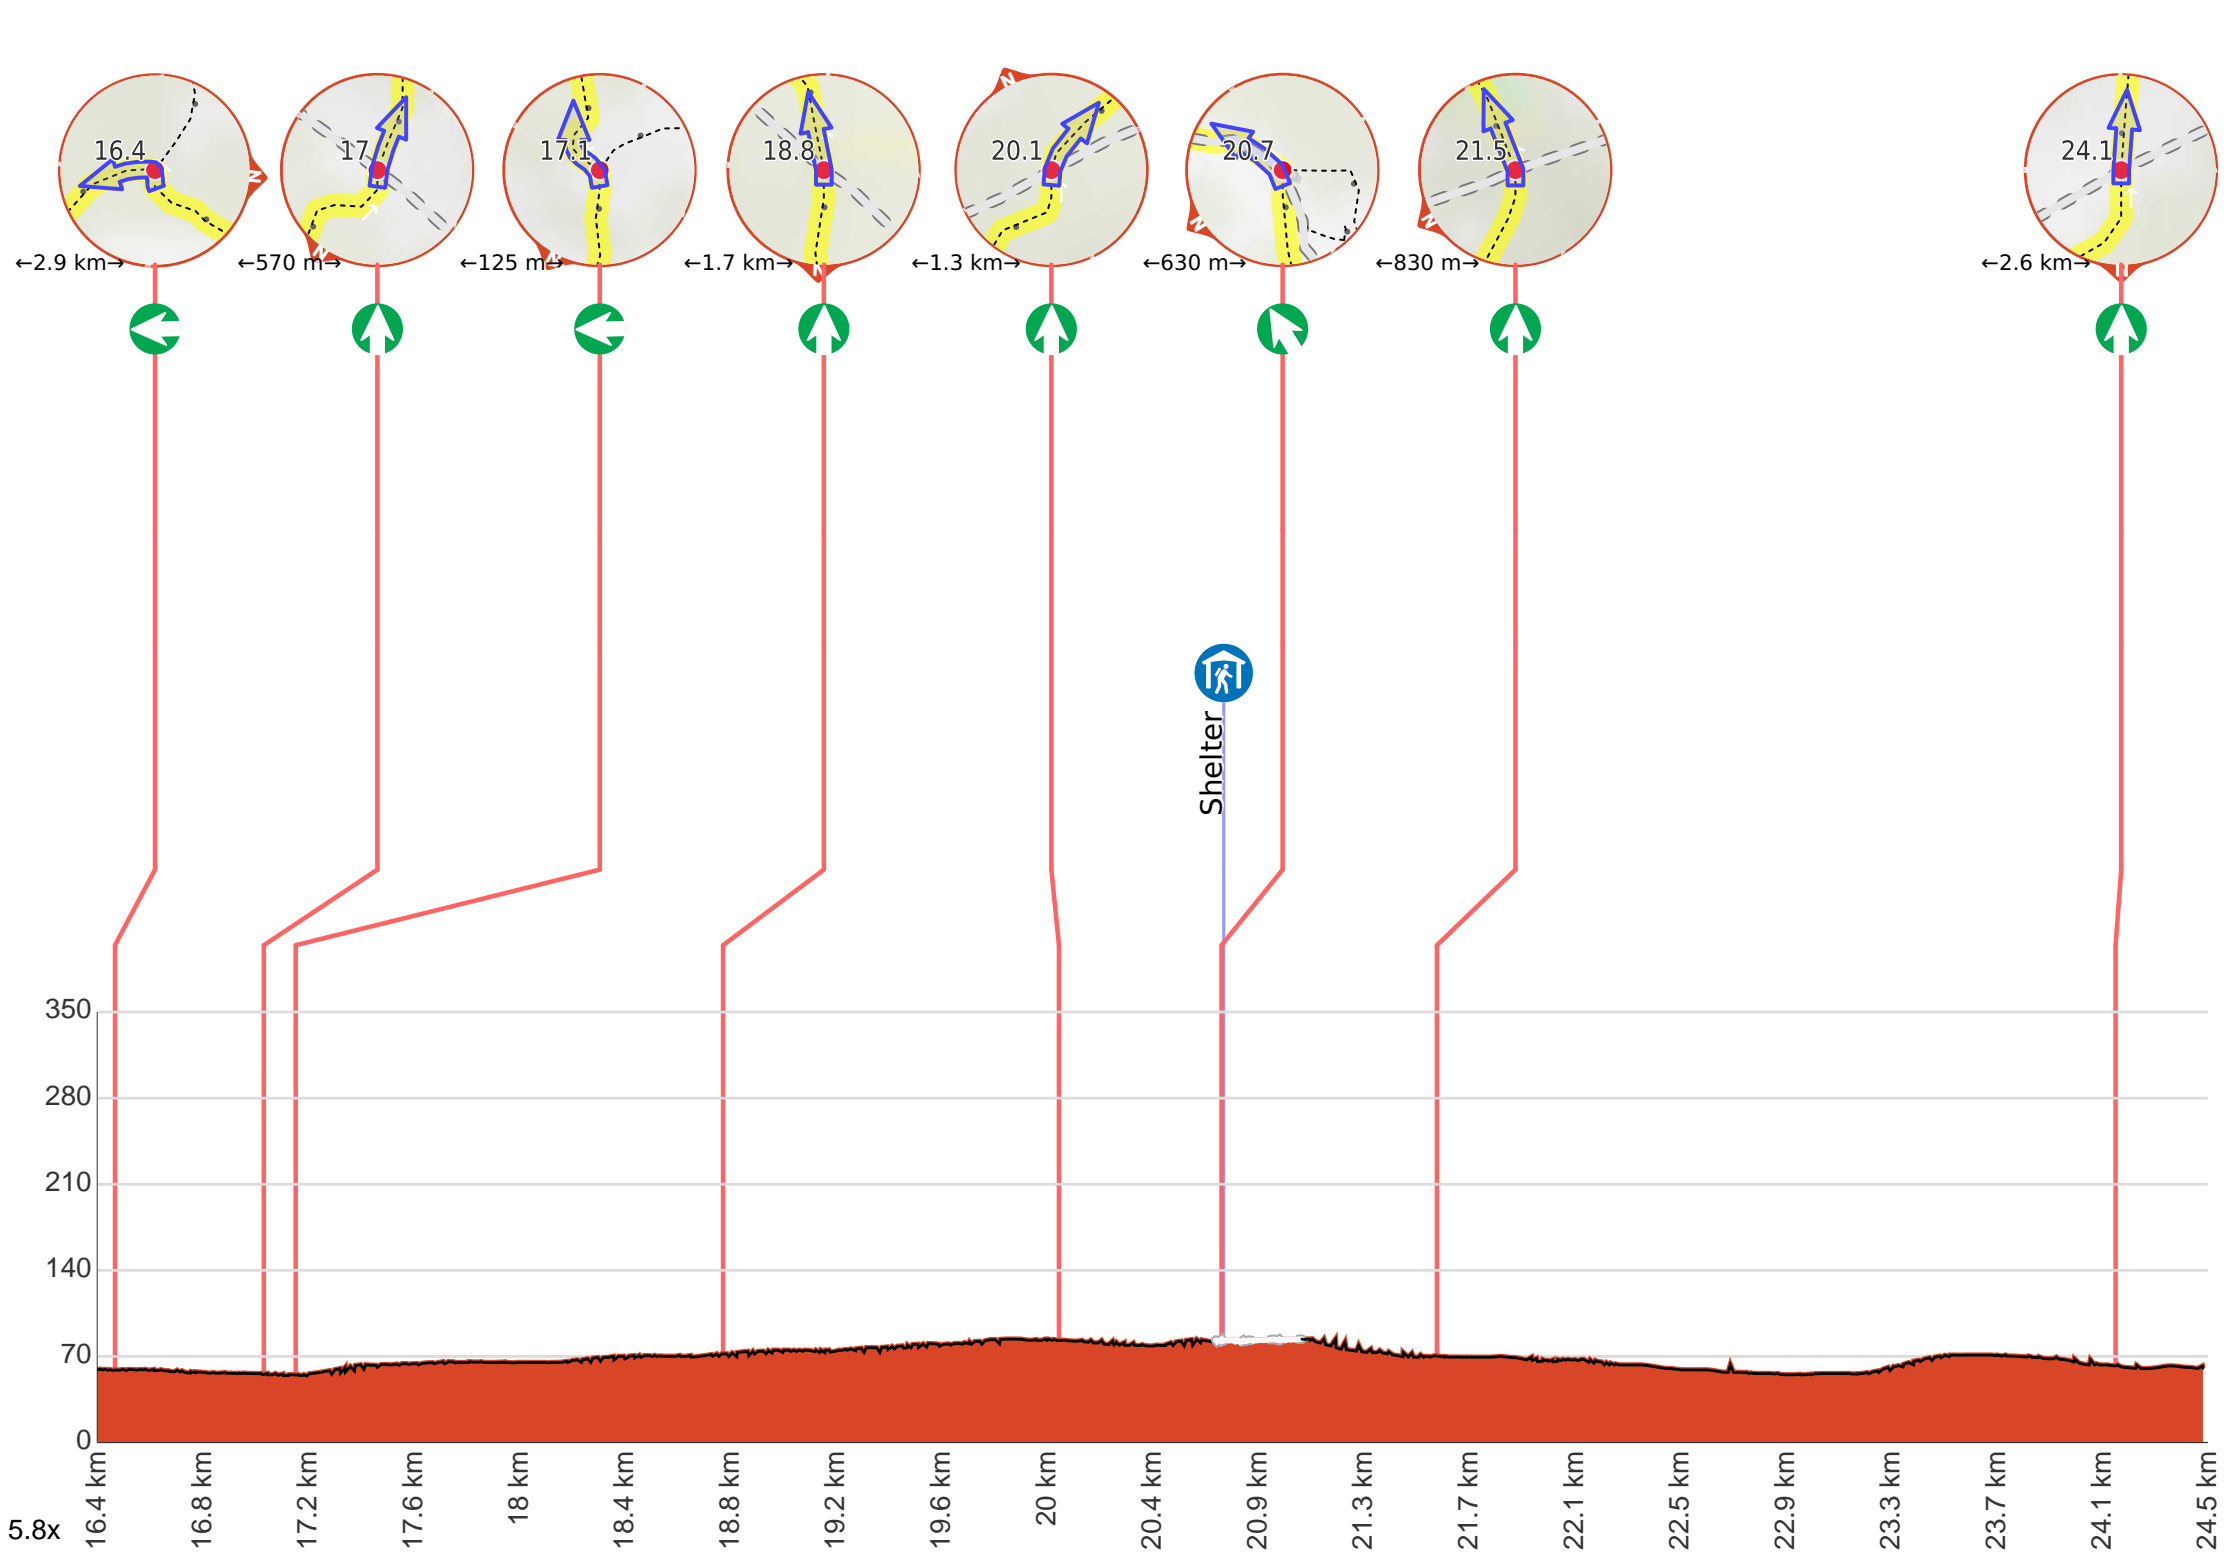 16.4
17
17.1
18.8
20.1
20.7
21.5
24.1
N
N
N
N
N
N
N
←2.9 km→
←570 m→
←125 m→
←1.7 km→
←1.3 km→
←630 m→
←830 m→
←2.6 km→
Shelter
350
280
210
140
70
0
16.4 km
16.8 km
17.2 km
17.6 km
18 km
18.4 km
18.8 km
19.2 km
19.6 km
20 km
20.4 km
20.9 km
21.3 km
21.7 km
22.1 km
22.5 km
22.9 km
23.3 km
23.7 km
24.1 km
24.5 km
5.8x